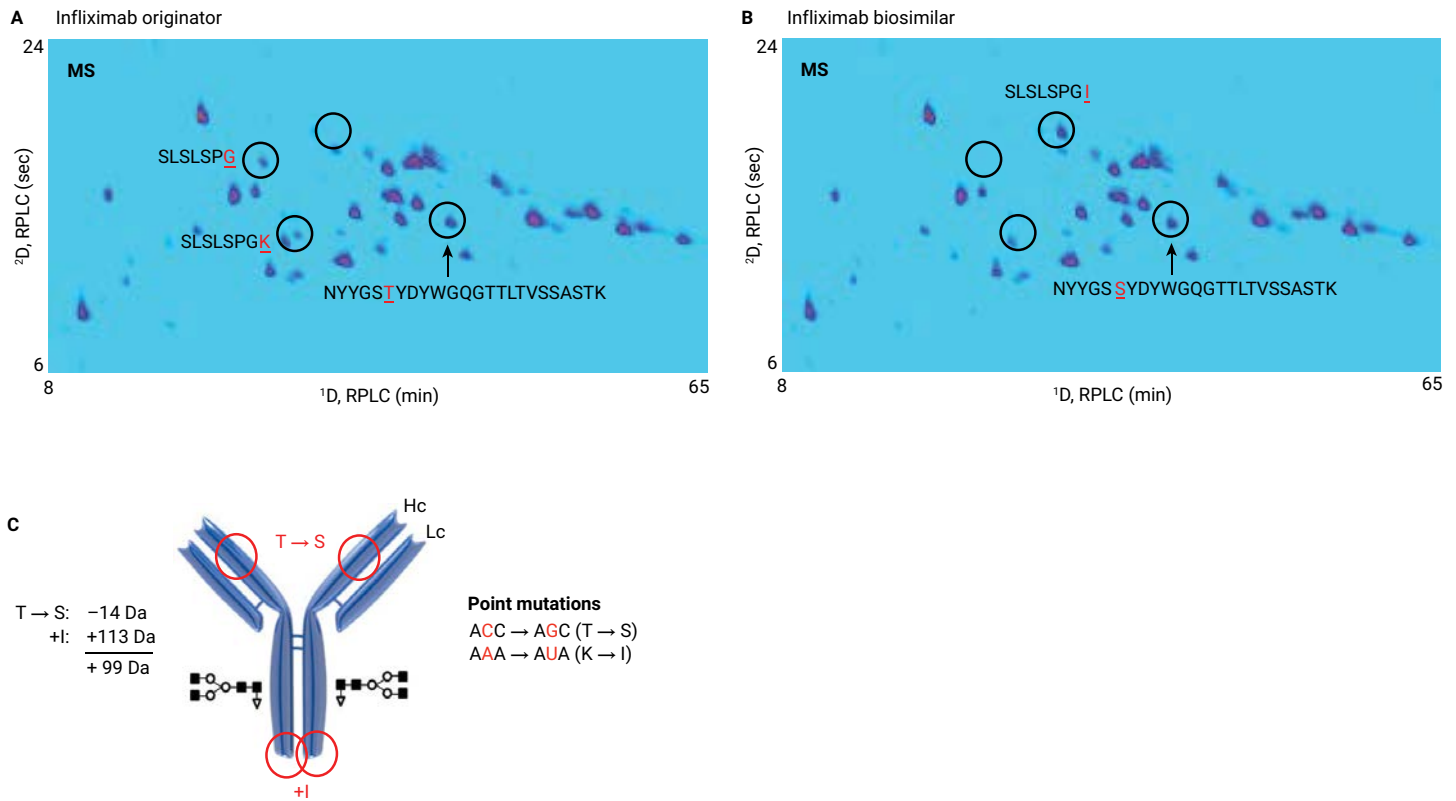 A Infliximab originator
24
MS
SLSLSPG
SLSLSPGK
NYYGSTYDYWGQGTTLTVSSASTK
²D, RPLC (sec)
6
8
65
¹D, RPLC (min)
B Infliximab biosimilar
24
MS
SLSLSPGI
NYYGSSYDYWGQGTTLTVSSASTK
²D, RPLC (sec)
6
8
65
¹D, RPLC (min)
C
Hc
Lc
T → S
T → S: −14 Da
+I: +113 Da
+ 99 Da
+I
Point mutations
ACC → AGC (T → S)
AAA → AUA (K → I)